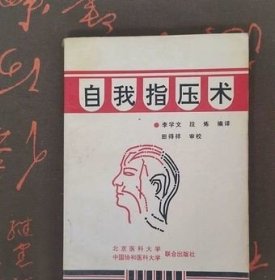 自我指压术
李学文 段炼 编译
田得祥 审校
北京医科大学
中国协和医科大学
联合出版社